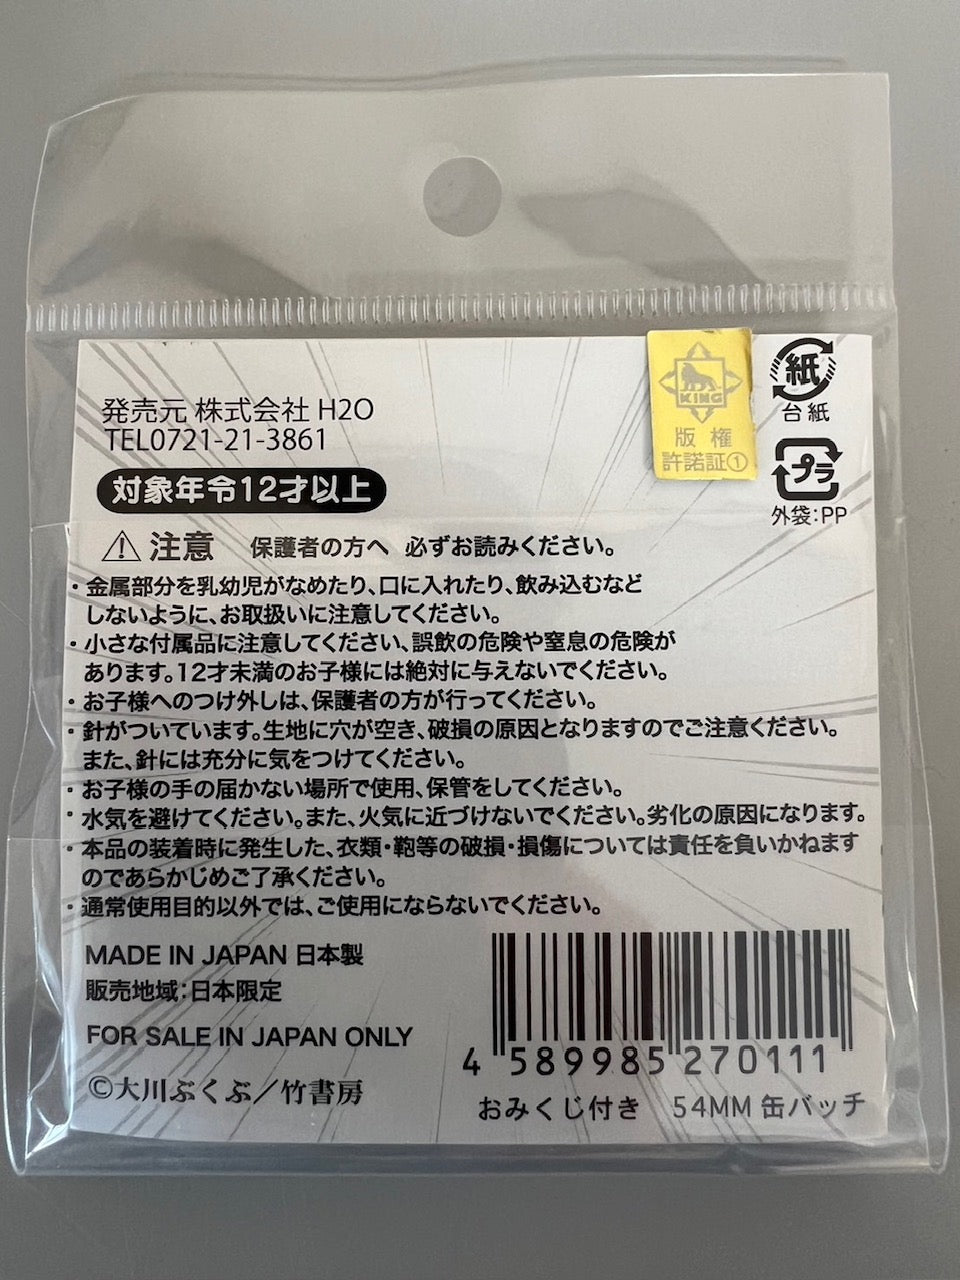 発売元 株式会社 H2O
TEL0721-21-3861
対象年令12才以上
KING
版権
許諾証①
紙
台紙
プラ
外袋:PP
注意 保護者の方へ 必ずお読みください。
・金属部分を乳幼児がなめたり、口に入れたり、飲み込むなど
しないように、お取扱いに注意してください。
・小さな付属品に注意してください、誤飲の危険や窒息の危険が
あります。12才未満のお子様には絶対に与えないでください。
・お子様へのつけ外しは、保護者の方が行ってください。
・針がついています。生地に穴が空き、破損の原因となりますのでご注意ください。
また、針には充分に気をつけてください。
・お子様の手の届かない場所で使用、保管をしてください。
・水気を避けてください。また、火気に近づけないでください。劣化の原因になります。
・本品の装着時に発生した、衣類・鞄等の破損・損傷については責任を負いかねます
のであらかじめご了承ください。
・通常使用目的以外では、ご使用にならないでください。
MADE IN JAPAN 日本製
販売地域:日本限定
FOR SALE IN JAPAN ONLY
©大川ぶくぶ/竹書房
4 589985 270111
おみくじ付き 54MM 缶バッチ